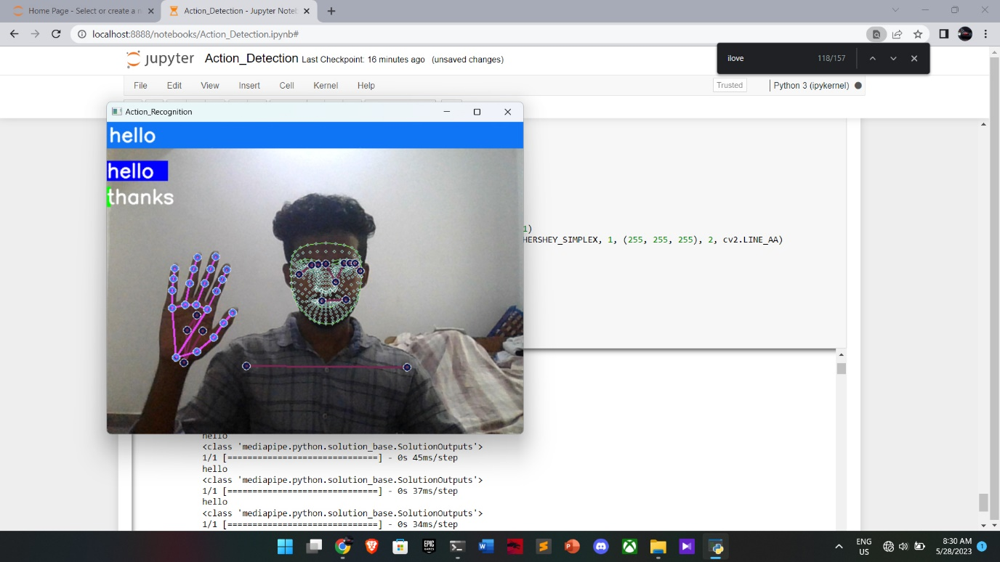 Home Page - Select or create a n
Action_Detection - Jupyter Noteb
localhost:8888/notebooks/Action_Detection.ipynb#
ilove
118/157
jupyter
Action_Detection Last Checkpoint: 16 minutes ago (unsaved changes)
File Edit View Insert Cell Kernel Help
Trusted
Python 3 (ipykernel)
Action_Recognition
hello
hello
thanks
1)
HERSHEY_SIMPLEX, 1, (255, 255, 255), 2, cv2.LINE_AA)
hello
<class 'mediapipe.python.solution_base.SolutionOutputs'>
1/1 [==============================] - 0s 45ms/step
hello
<class 'mediapipe.python.solution_base.SolutionOutputs'>
1/1 [==============================] - 0s 37ms/step
hello
<class 'mediapipe.python.solution_base.SolutionOutputs'>
1/1 [==============================] - 0s 34ms/step
EPIC
GAMES
ENG
US
8:30 AM
5/28/2023
1